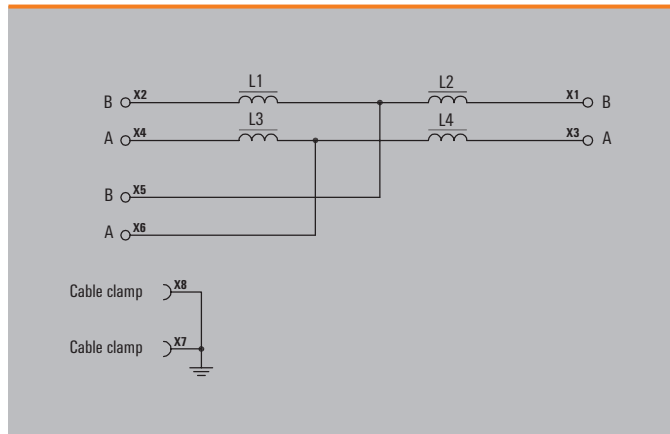 L1 L2
B X2 X1 B
L3 L4
A X4 X3 A
B X5
A X6
Cable clamp X8
Cable clamp X7